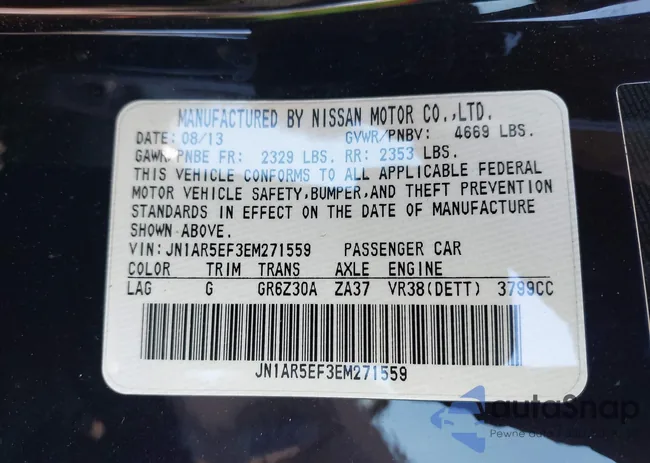 MANUFACTURED BY NISSAN MOTOR CO.,LTD.
DATE: 08/13 GVWR/PNBV: 4669 LBS.
GAWR/PNBE FR: 2329 LBS. RR: 2353 LBS.
THIS VEHICLE CONFORMS TO ALL APPLICABLE FEDERAL
MOTOR VEHICLE SAFETY,BUMPER,AND THEFT PREVENTION
STANDARDS IN EFFECT ON THE DATE OF MANUFACTURE
SHOWN ABOVE.
VIN: JN1AR5EF3EM271559 PASSENGER CAR
COLOR TRIM TRANS AXLE ENGINE
LAG G GR6Z30A ZA37 VR38(DETT) 3799CC
JN1AR5EF3EM271559
autoSnap
Pewne